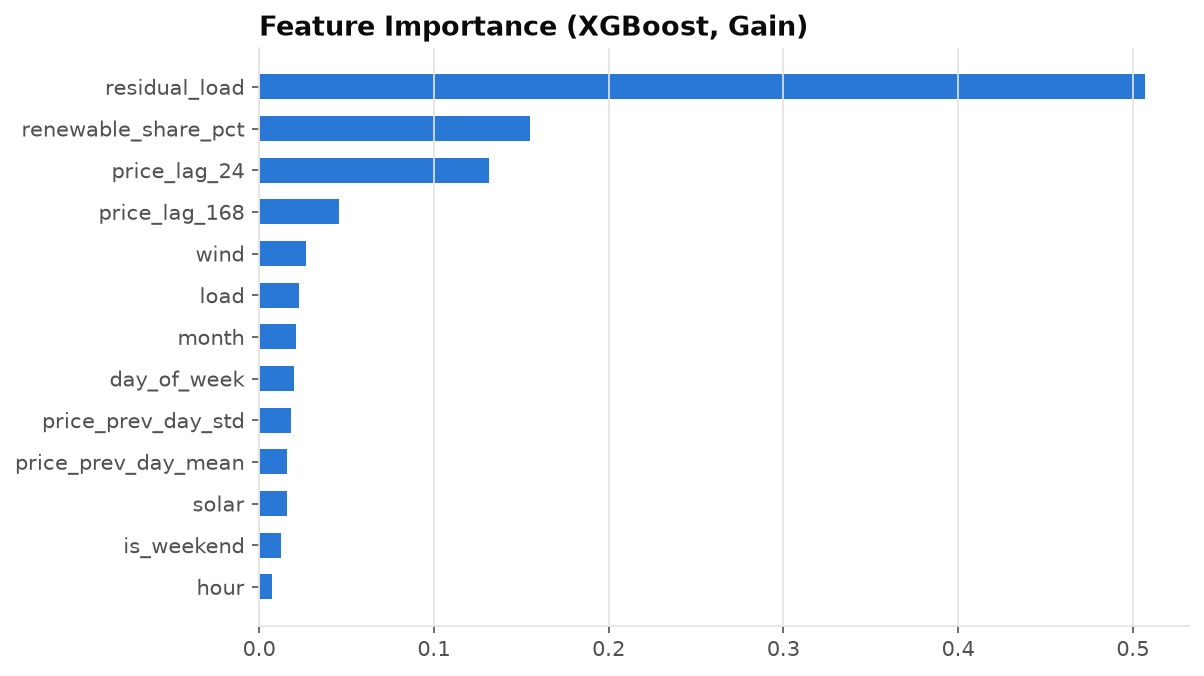 Feature Importance (XGBoost, Gain)
residual_load
renewable_share_pct
price_lag_24
price_lag_168
wind
load
month
day_of_week
price_prev_day_std
price_prev_day_mean
solar
is_weekend
hour
0.0 0.1 0.2 0.3 0.4 0.5